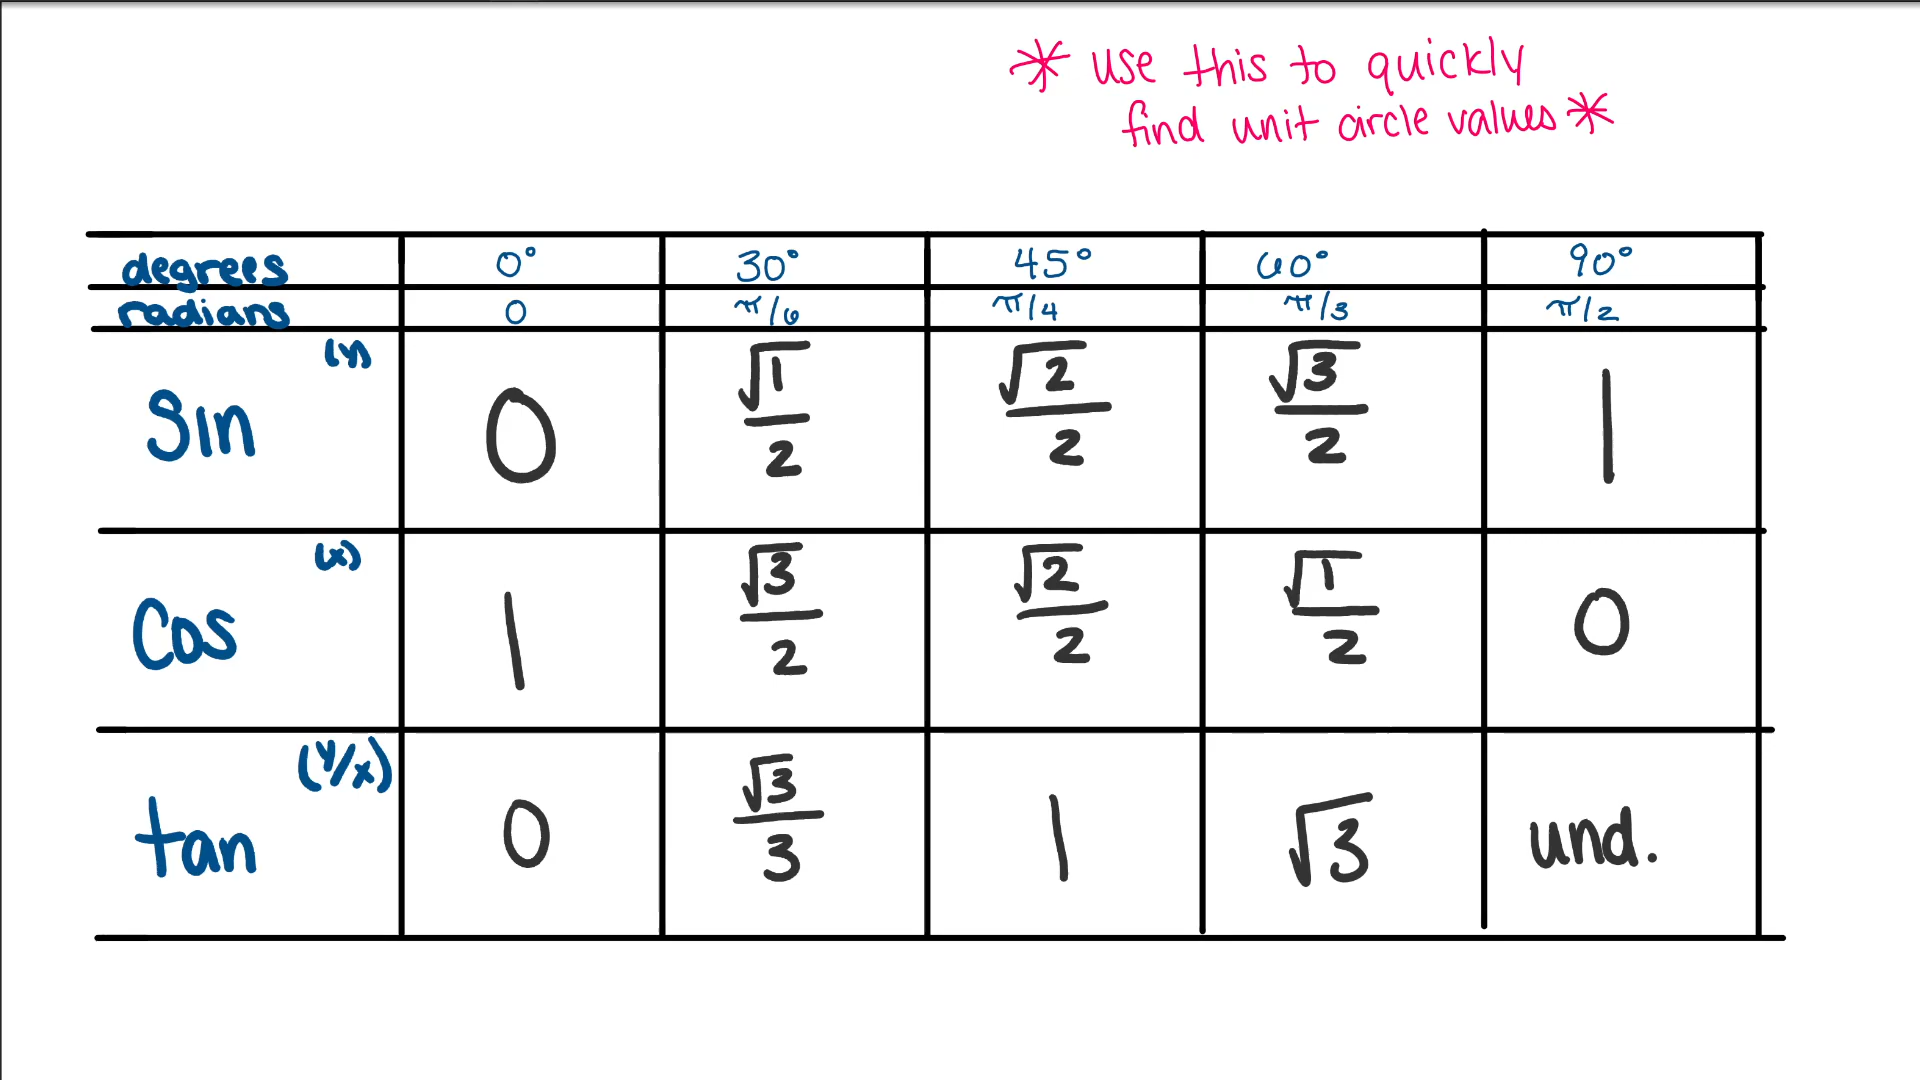 * use this to quickly
find unit circle values *
degrees 0° 30° 45° 60° 90°
radians 0 π/6 π/4 π/3 π/2
sin (y) 0 √1/2 √2/2 √3/2 1
cos (x) 1 √3/2 √2/2 √1/2 0
tan (y/x) 0 √3/3 1 √3 und.